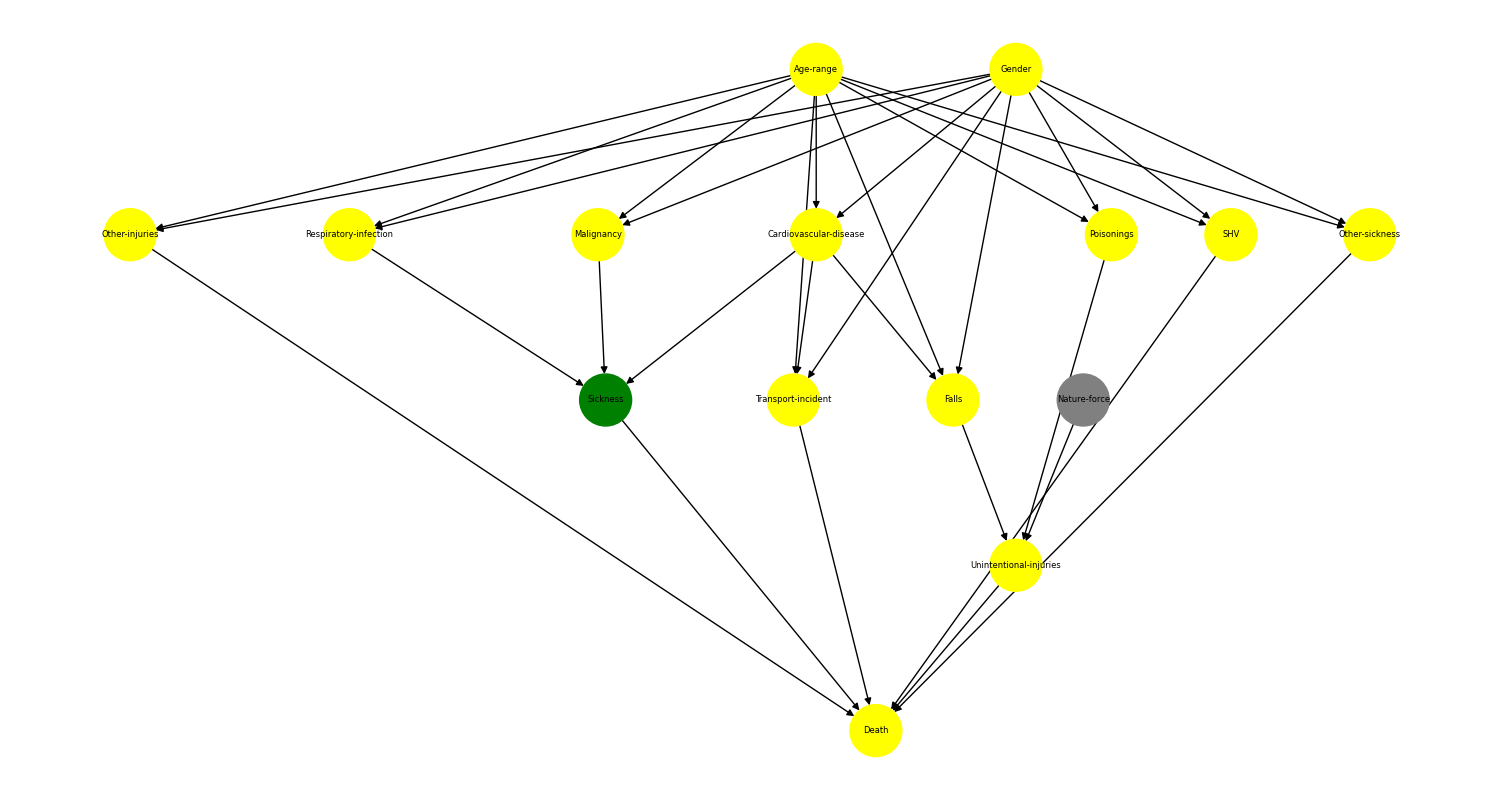 Age-range
Gender
Other-injuries
Respiratory-infection
Malignancy
Cardiovascular-disease
Poisonings
SHV
Other-sickness
Sickness
Transport-incident
Falls
Nature-force
Unintentional-injuries
Death